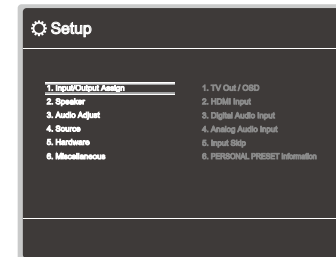 Setup
1. Input/Output Assign
2. Speaker
3. Audio Adjust
4. Source
5. Hardware
6. Miscellaneous
1. TV Out / OSD
2. HDMI Input
3. Digital Audio Input
4. Analog Audio Input
5. Input Skip
6. PERSONAL PRESET Information